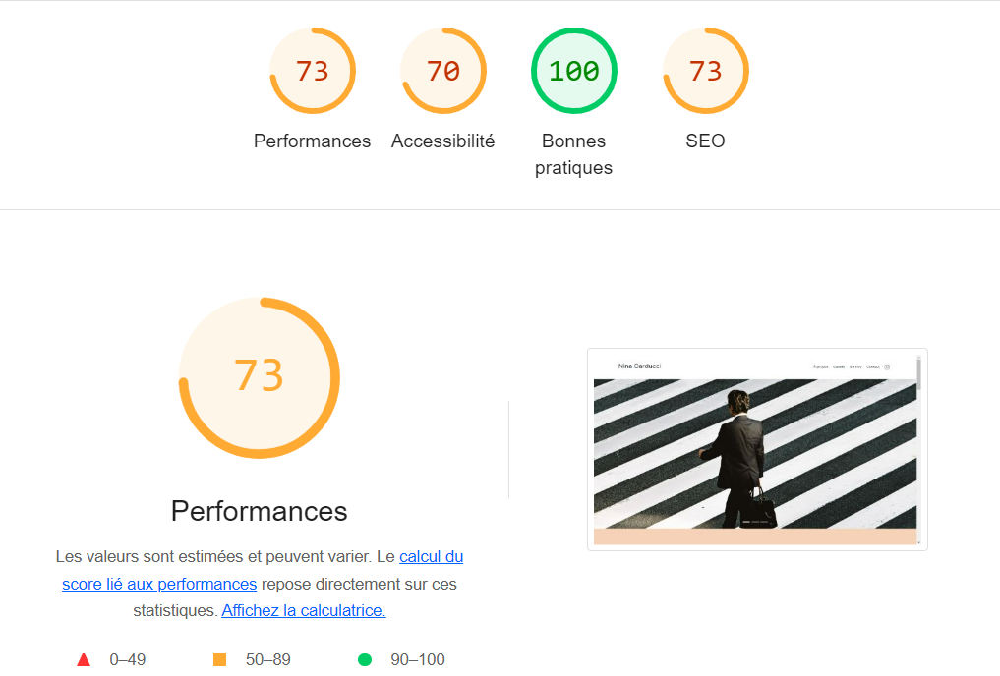 73
70
100
73
Performances
Accessibilité
Bonnes
pratiques
SEO
73
Performances
Les valeurs sont estimées et peuvent varier. Le calcul du
score lié aux performances repose directement sur ces
statistiques. Affichez la calculatrice.
0–49
50–89
90–100
Nina Carducci
À propos
Galerie
Services
Contact